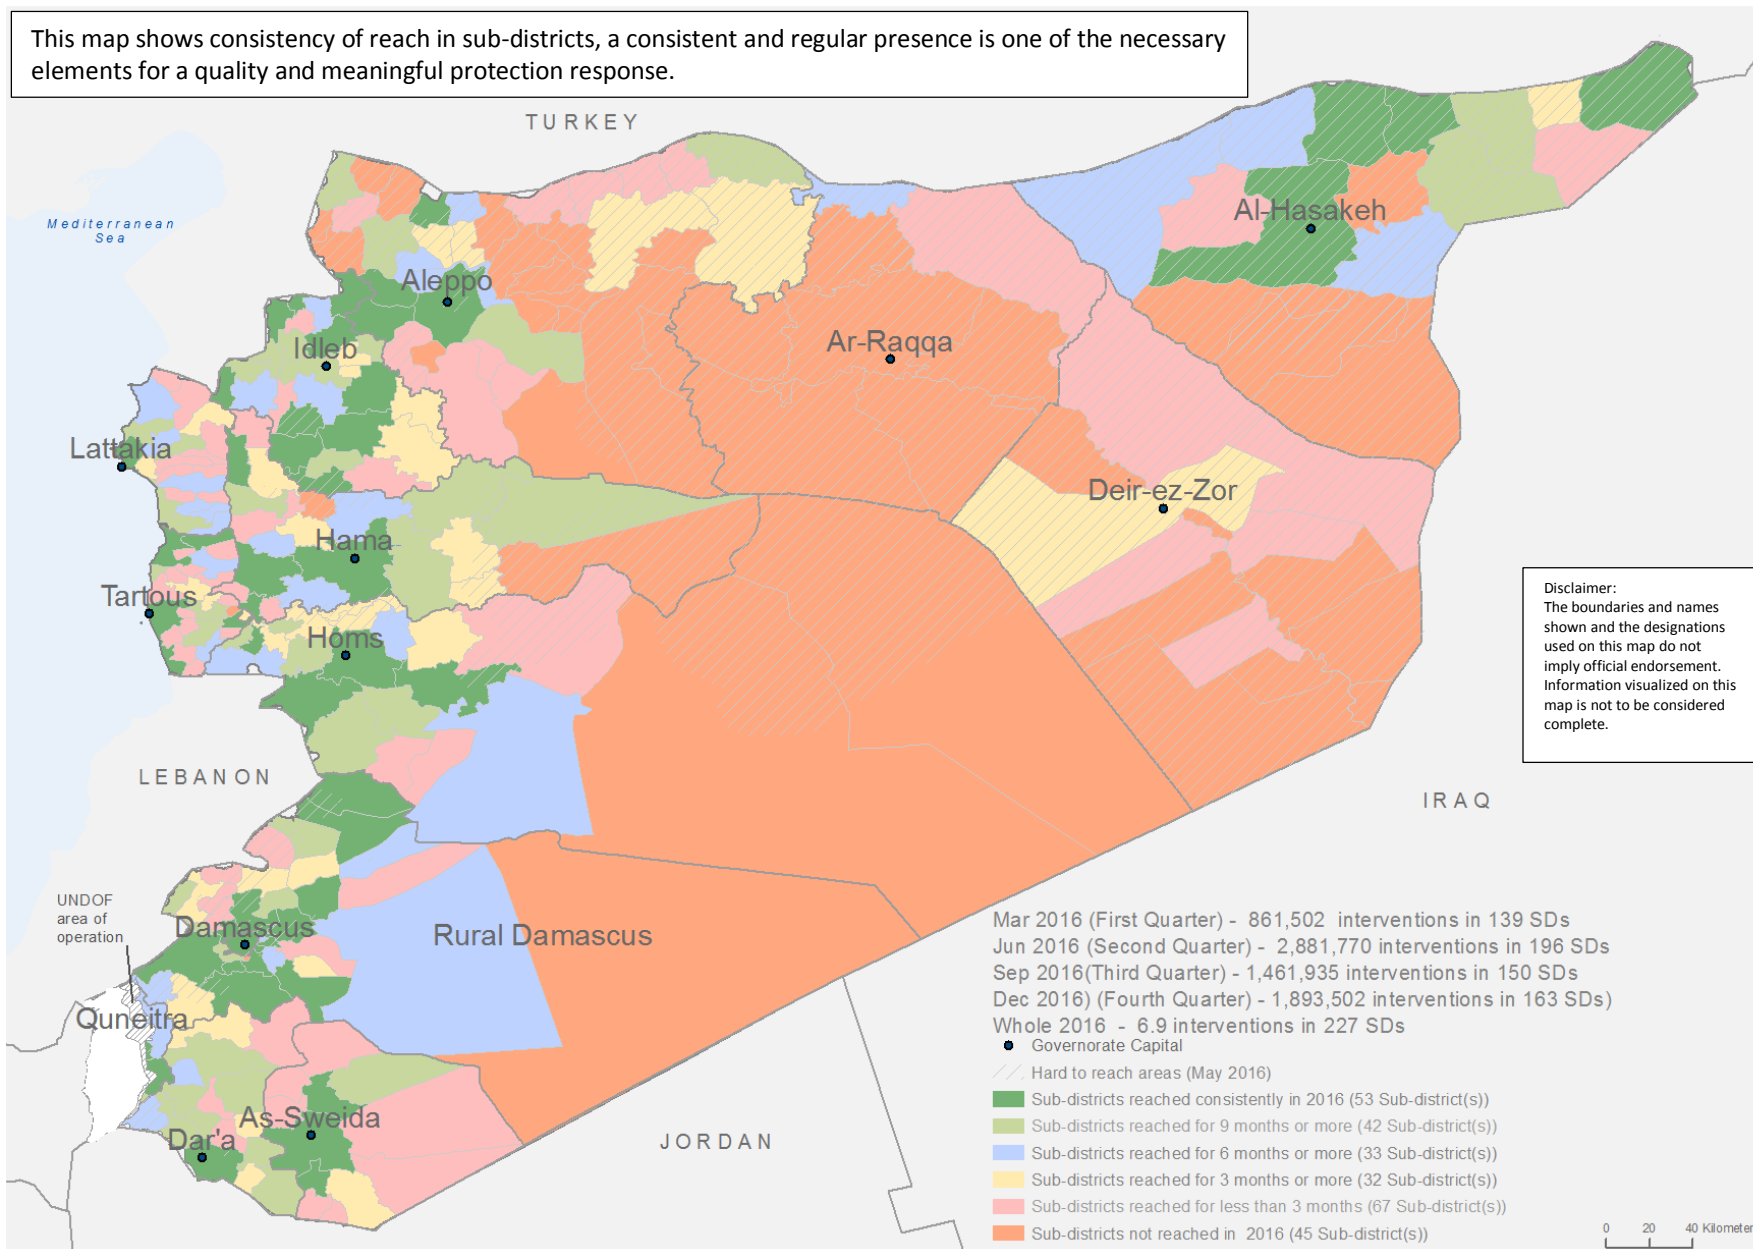 This map shows consistency of reach in sub-districts, a consistent and regular presence is one of the necessary
elements for a quality and meaningful protection response.
TURKEY
Mediterranean
Sea
Al-Hasakeh
Aleppo
Idleb
Ar-Raqqa
Lattakia
Deir-ez-Zor
Hama
Tartous
Homs
Disclaimer:
The boundaries and names
shown and the designations
used on this map do not
imply official endorsement.
Information visualized on this
map is not to be considered
complete.
LEBANON
IRAQ
UNDOF
area of
operation
Damascus
Rural Damascus
Quneitra
As-Sweida
Dar'a
JORDAN
Mar 2016 (First Quarter) - 861,502 interventions in 139 SDs
Jun 2016 (Second Quarter) - 2,881,770 interventions in 196 SDs
Sep 2016(Third Quarter) - 1,461,935 interventions in 150 SDs
Dec 2016) (Fourth Quarter) - 1,893,502 interventions in 163 SDs)
Whole 2016 - 6.9 interventions in 227 SDs
Governorate Capital
Hard to reach areas (May 2016)
Sub-districts reached consistently in 2016 (53 Sub-district(s))
Sub-districts reached for 9 months or more (42 Sub-district(s))
Sub-districts reached for 6 months or more (33 Sub-district(s))
Sub-districts reached for 3 months or more (32 Sub-district(s))
Sub-districts reached for less than 3 months (67 Sub-district(s))
Sub-districts not reached in 2016 (45 Sub-district(s))
0 20 40 Kilometer